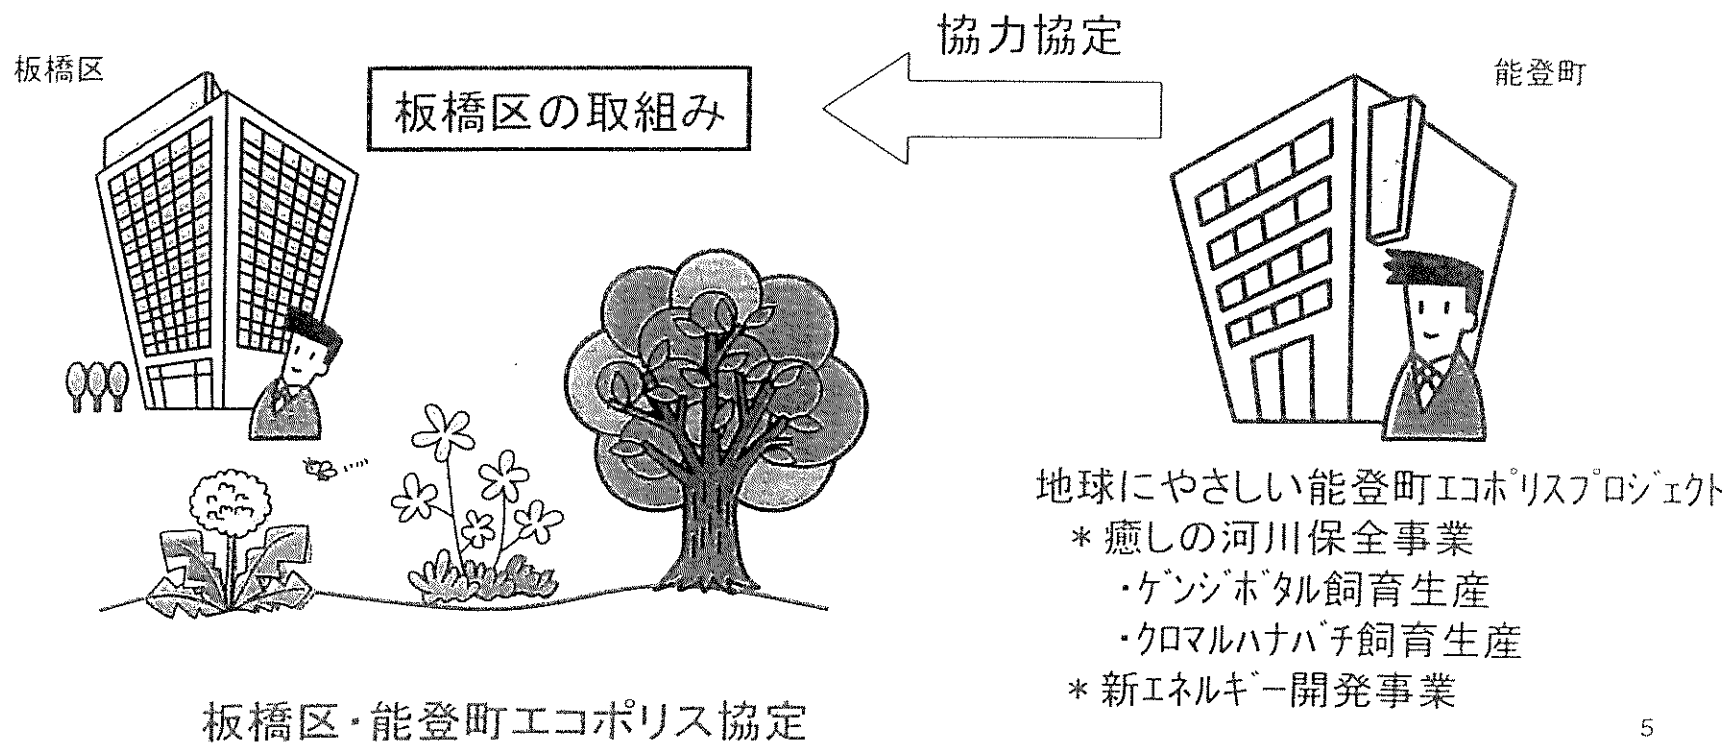 協力協定
板橋区
板橋区の取組み
能登町
地球にやさしい能登町エコポリスプロジェクト
＊癒しの河川保全事業
・ゲンジボタル飼育生産
・クロマルハナバチ飼育生産
＊新エネルギー開発事業
板橋区・能登町エコポリス協定
5